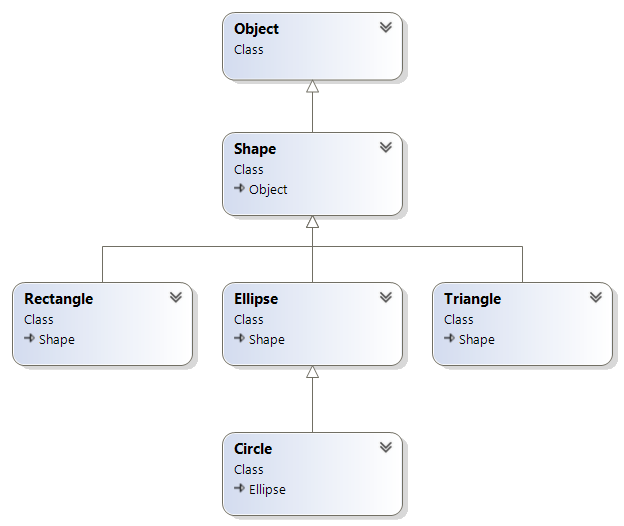 Object
Class
Shape
Class
Object
Rectangle
Class
Shape
Ellipse
Class
Shape
Triangle
Class
Shape
Circle
Class
Ellipse